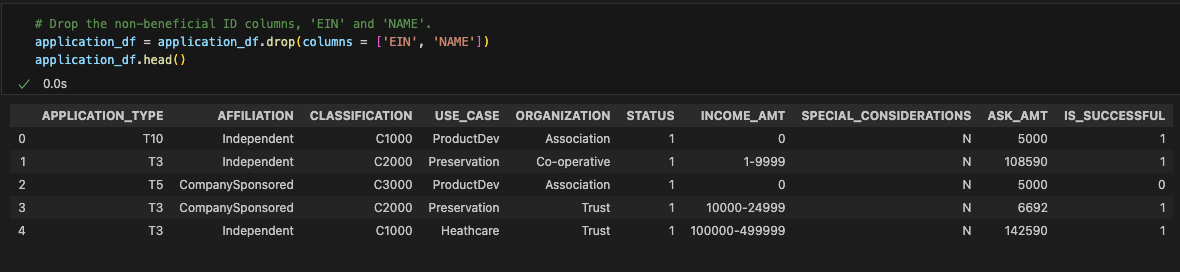 # Drop the non-beneficial ID columns, 'EIN' and 'NAME'.
application_df = application_df.drop(columns = ['EIN', 'NAME'])
application_df.head()
0.0s
APPLICATION_TYPE AFFILIATION CLASSIFICATION USE_CASE ORGANIZATION STATUS INCOME_AMT SPECIAL_CONSIDERATIONS ASK_AMT IS_SUCCESSFUL
0 T10 Independent C1000 ProductDev Association 1 0 N 5000 1
1 T3 Independent C2000 Preservation Co-operative 1 1-9999 N 108590 1
2 T5 CompanySponsored C3000 ProductDev Association 1 0 N 5000 0
3 T3 CompanySponsored C2000 Preservation Trust 1 10000-24999 N 6692 1
4 T3 Independent C1000 Heathcare Trust 1 100000-499999 N 142590 1